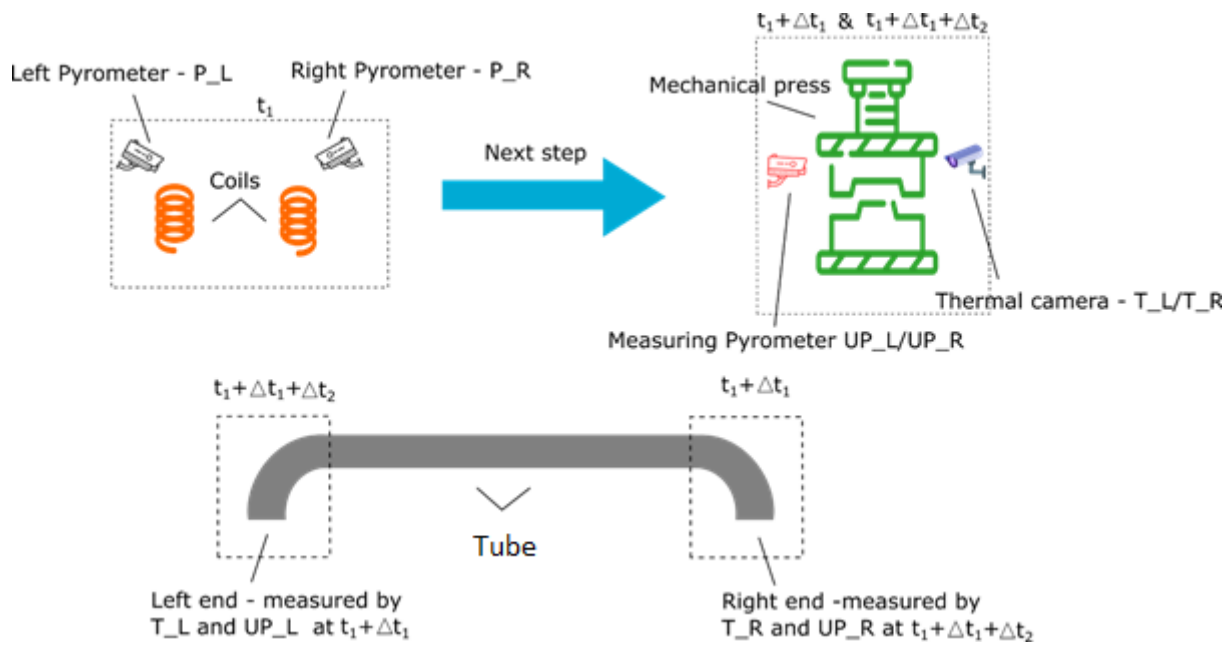 t₁+△t₁ & t₁+△t₁+△t₂
Left Pyrometer - P_L
Right Pyrometer - P_R
t₁
Mechanical press
Coils
Next step
Thermal camera - T_L/T_R
Measuring Pyrometer UP_L/UP_R
t₁+△t₁+△t₂
t₁+△t₁
Tube
Left end - measured by
T_L and UP_L at t₁+△t₁
Right end -measured by
T_R and UP_R at t₁+△t₁+△t₂